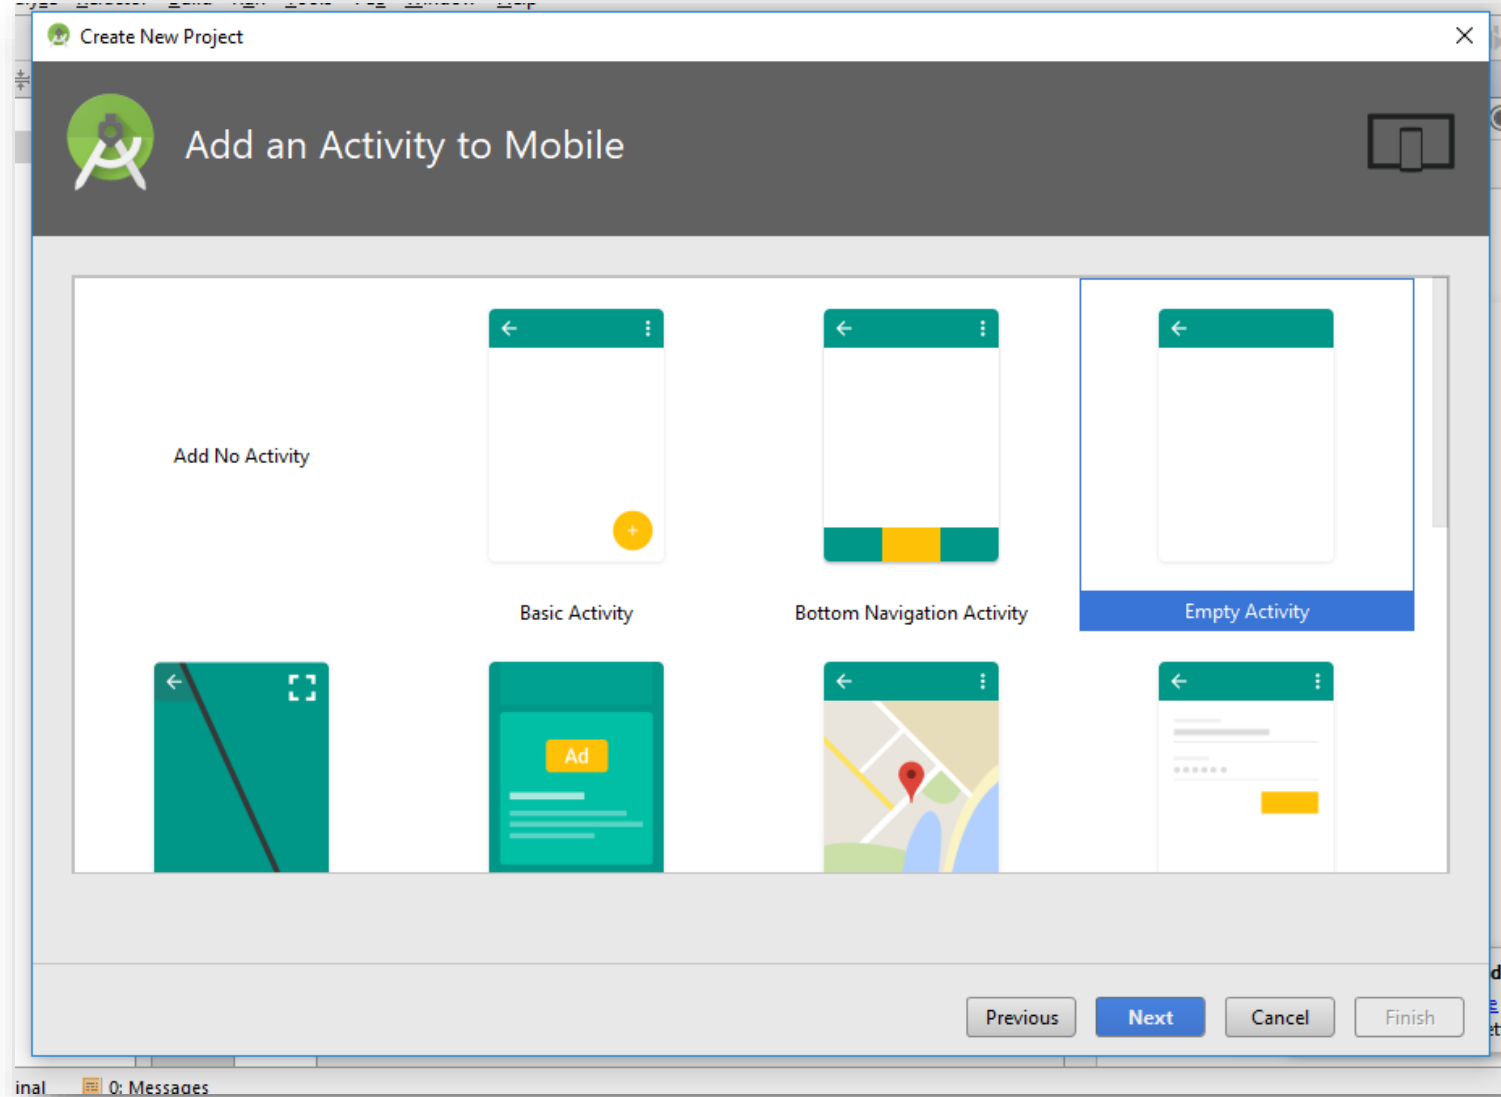 Create New Project
Add an Activity to Mobile
Add No Activity
Basic Activity
Bottom Navigation Activity
Empty Activity
Ad
Previous
Next
Cancel
Finish
0: Messages